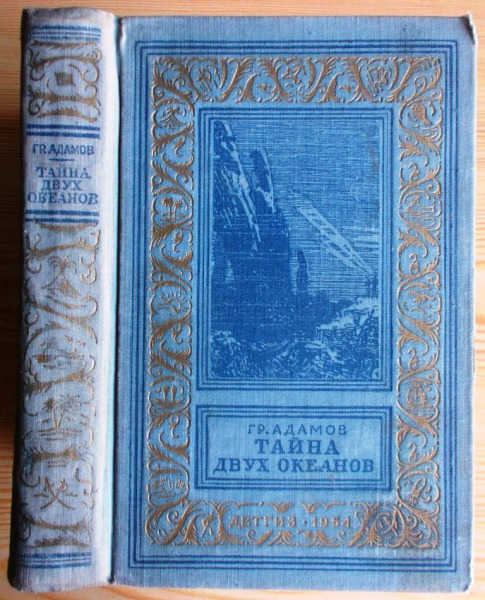 ГР. АДАМОВ
ТАЙНА
ДВУХ
ОКЕАНОВ
ГР. АДАМОВ
ТАЙНА
ДВУХ ОКЕАНОВ
ДЕТГИЗ · 1954